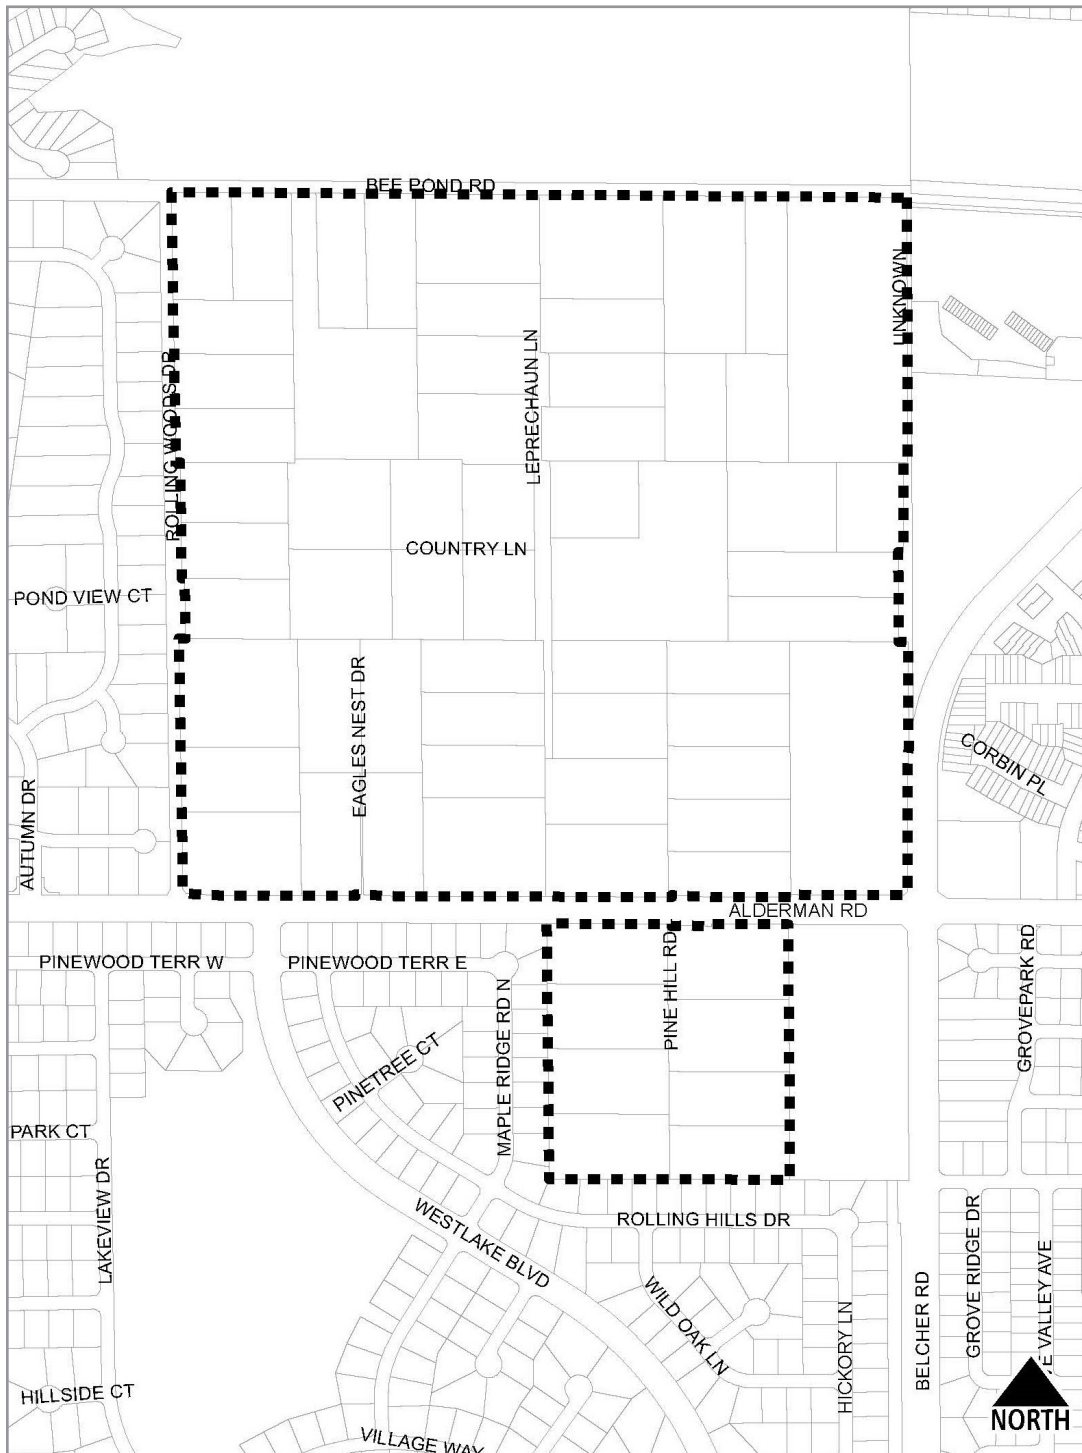 BEE POND RD
UNKNOWN
LEPRECHAUN LN
ROLLING WOODS DR
COUNTRY LN
POND VIEW CT
EAGLES NEST DR
CORBIN PL
AUTUMN DR
ALDERMAN RD
PINEWOOD TERR W
PINEWOOD TERR E
PINE HILL RD
GROVEPARK RD
MAPLE RIDGE RD N
PINETREE CT
PARK CT
LAKEVIEW DR
WESTLAKE BLVD
ROLLING HILLS DR
GROVE RIDGE DR
E VALLEY AVE
WILD OAK LN
HICKORY LN
BELCHER RD
HILLSIDE CT
VILLAGE WAY
NORTH